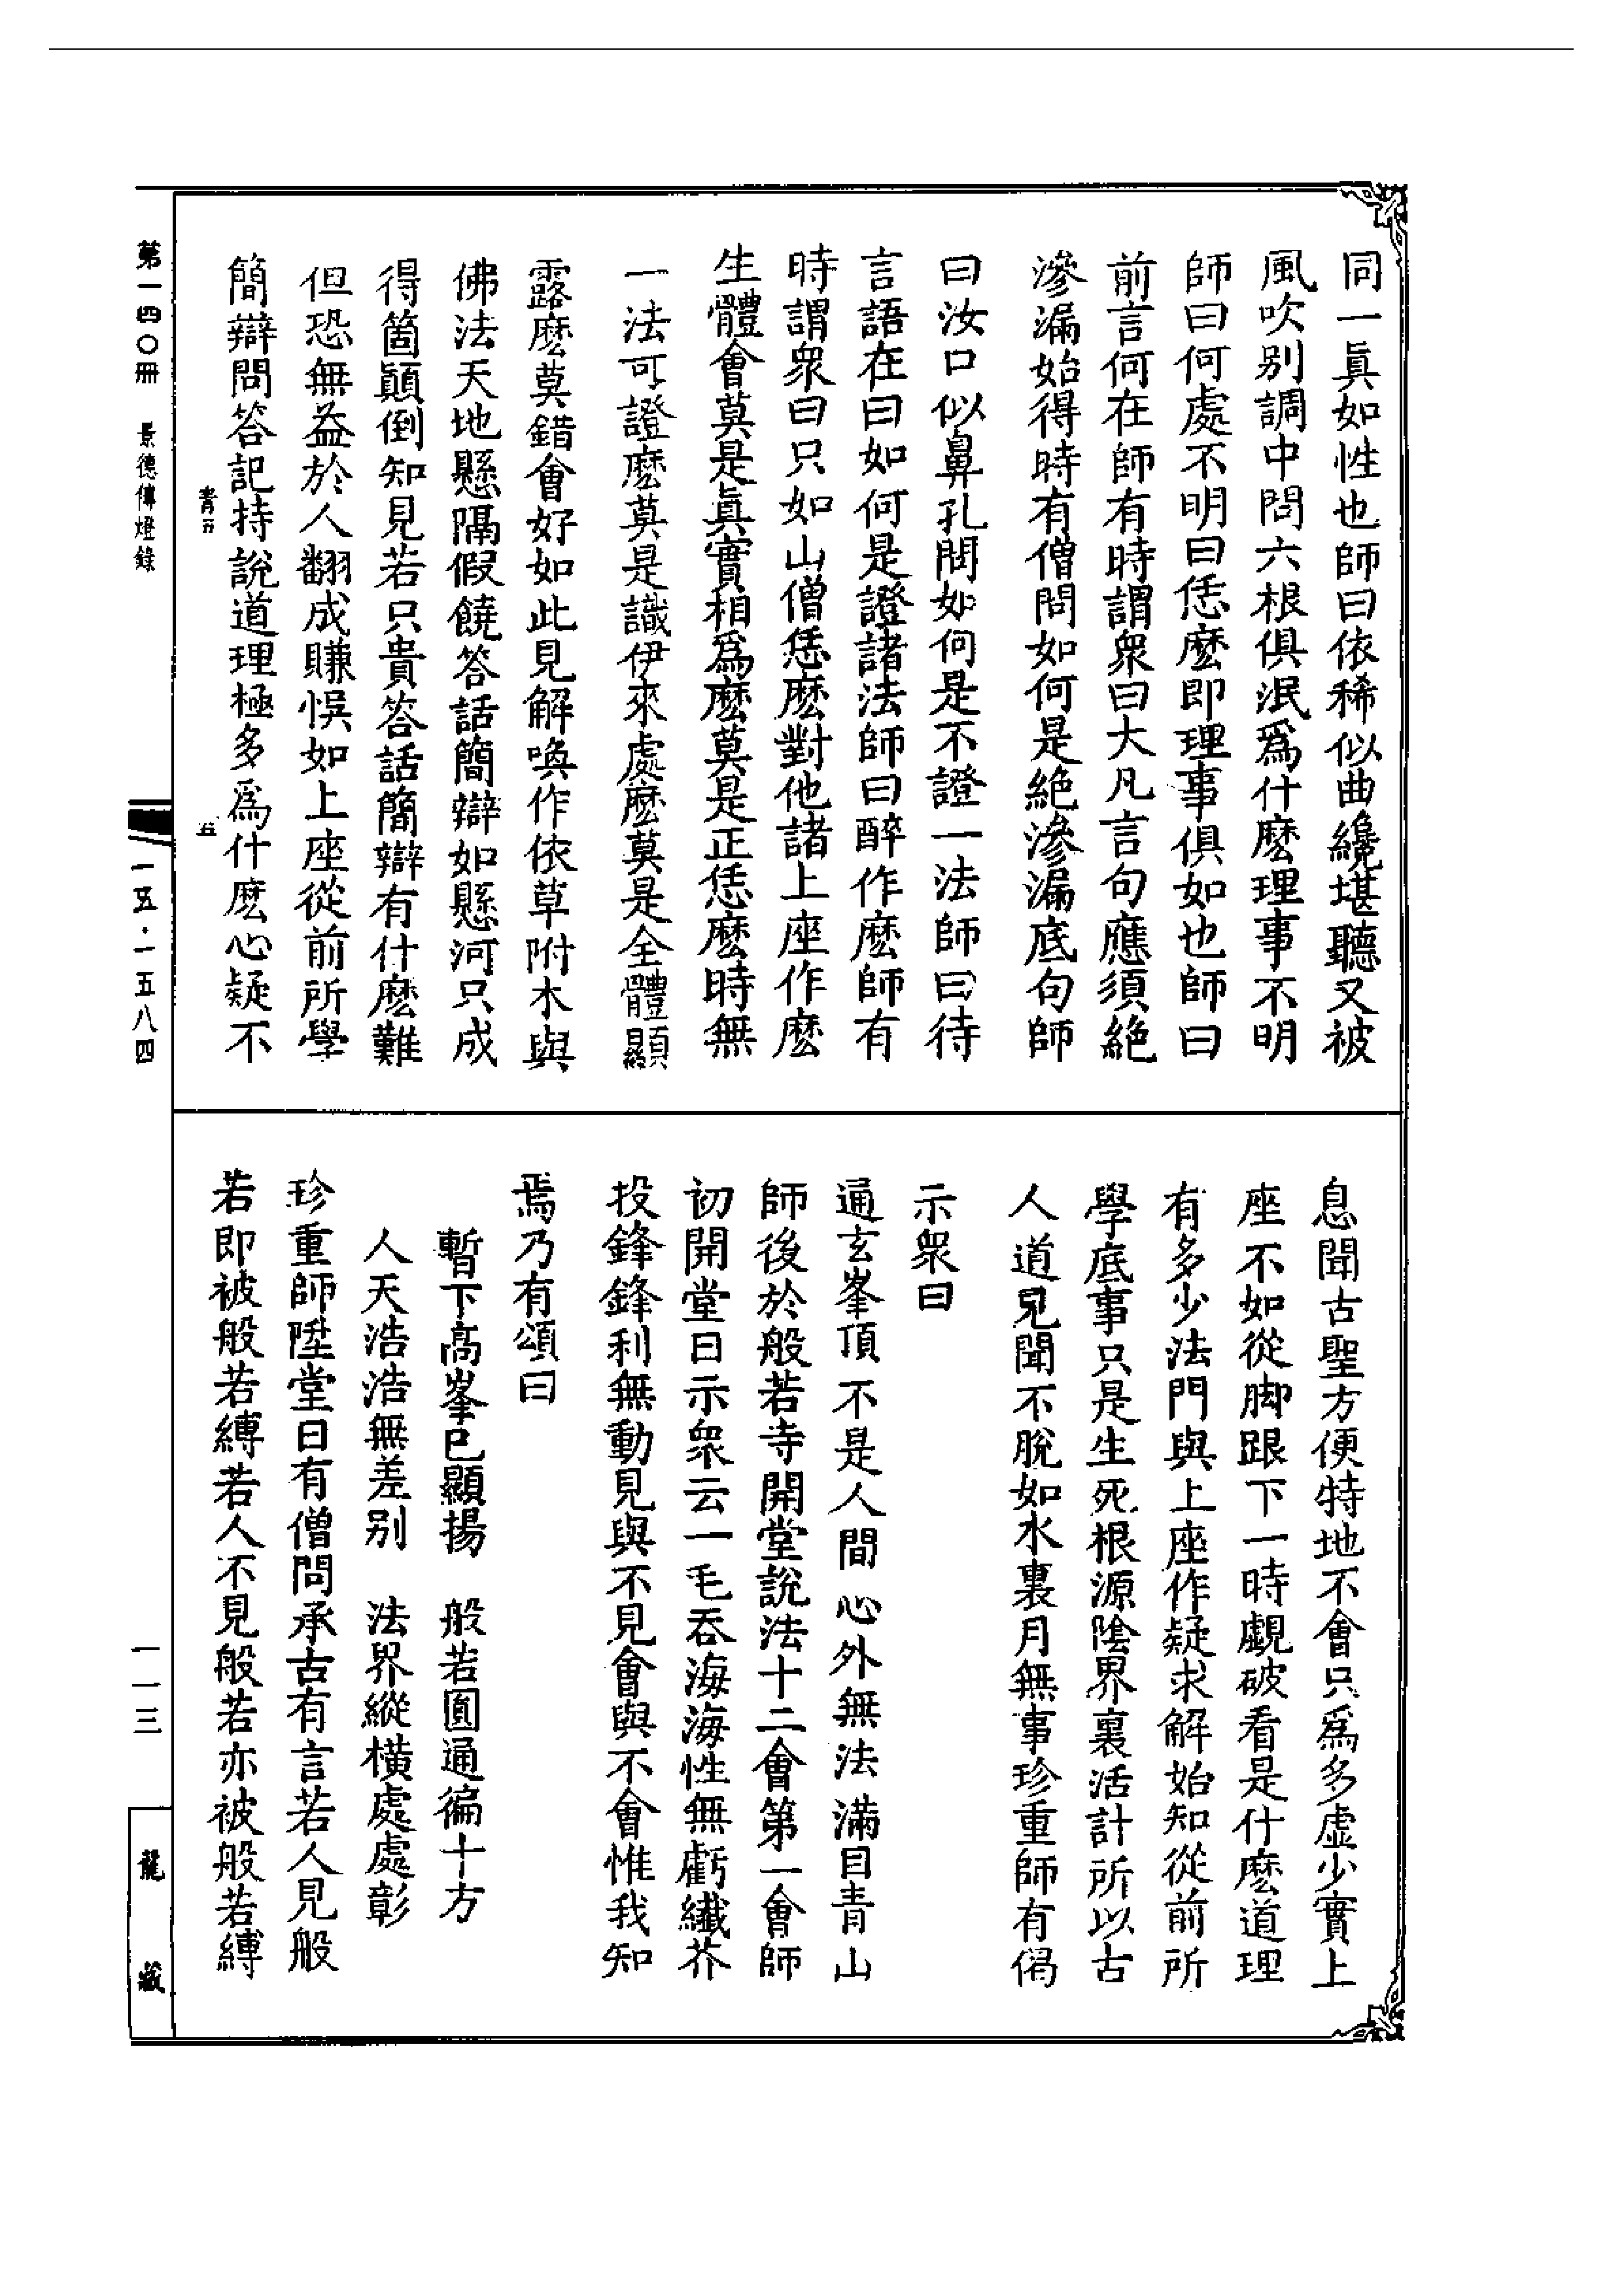 同一眞如性也師曰依稀似曲纔堪聽又被
風吹别調中問六根俱泯爲什麽理事不明
師曰何處不明曰恁麽即理事俱如也師曰
前言何在師有時謂衆曰大凡言句應須絶
滲漏始得時有僧問如何是絶滲漏底句師
曰汝口似鼻孔問如何是不證一法師曰待
言語在曰如何是證諸法師曰醉作麽師有
時謂衆曰只如山僧恁麽對他諸上座作麽
生體會莫是眞實相爲麽莫是正恁麽時無
一法可證麽莫是識伊來處麽莫是全體顯
露麽莫錯會好如此見解喚作依草附木與
佛法天地懸隔假饒答話簡辯如懸河只成
得箇顚倒知見若只貴答話簡辯有什麽難
但恐無益於人翻成賺悞如上座從前所學
簡辯問答記持說道理極多爲什麽心疑不
青五
五
息聞古聖方便特地不會只爲多虛少實上
座不如從脚跟下一時覷破看是什麽道理
有多少法門與上座作疑求解始知從前所
學底事只是生死根源陰界裏活計所以古
人道見聞不脫如水裏月無事珍重師有偈
示衆曰
通玄峯頂不是人間心外無法滿目青山
師後於般若寺開堂說法十二會第一會師
初開堂日示衆云一毛吞海海性無虧纖芥
投鋒鋒利無動見與不見會與不會惟我知
焉乃有頌曰
暫下高峯已顯揚　般若圓通徧十方
人天浩浩無差别　法界縱橫處處彰
珍重師陞堂日有僧問承古有言若人見般
若即被般若縛若人不見般若亦被般若縛
第一四〇冊　景德傳燈錄
一五·一五八四
一一三
龍藏